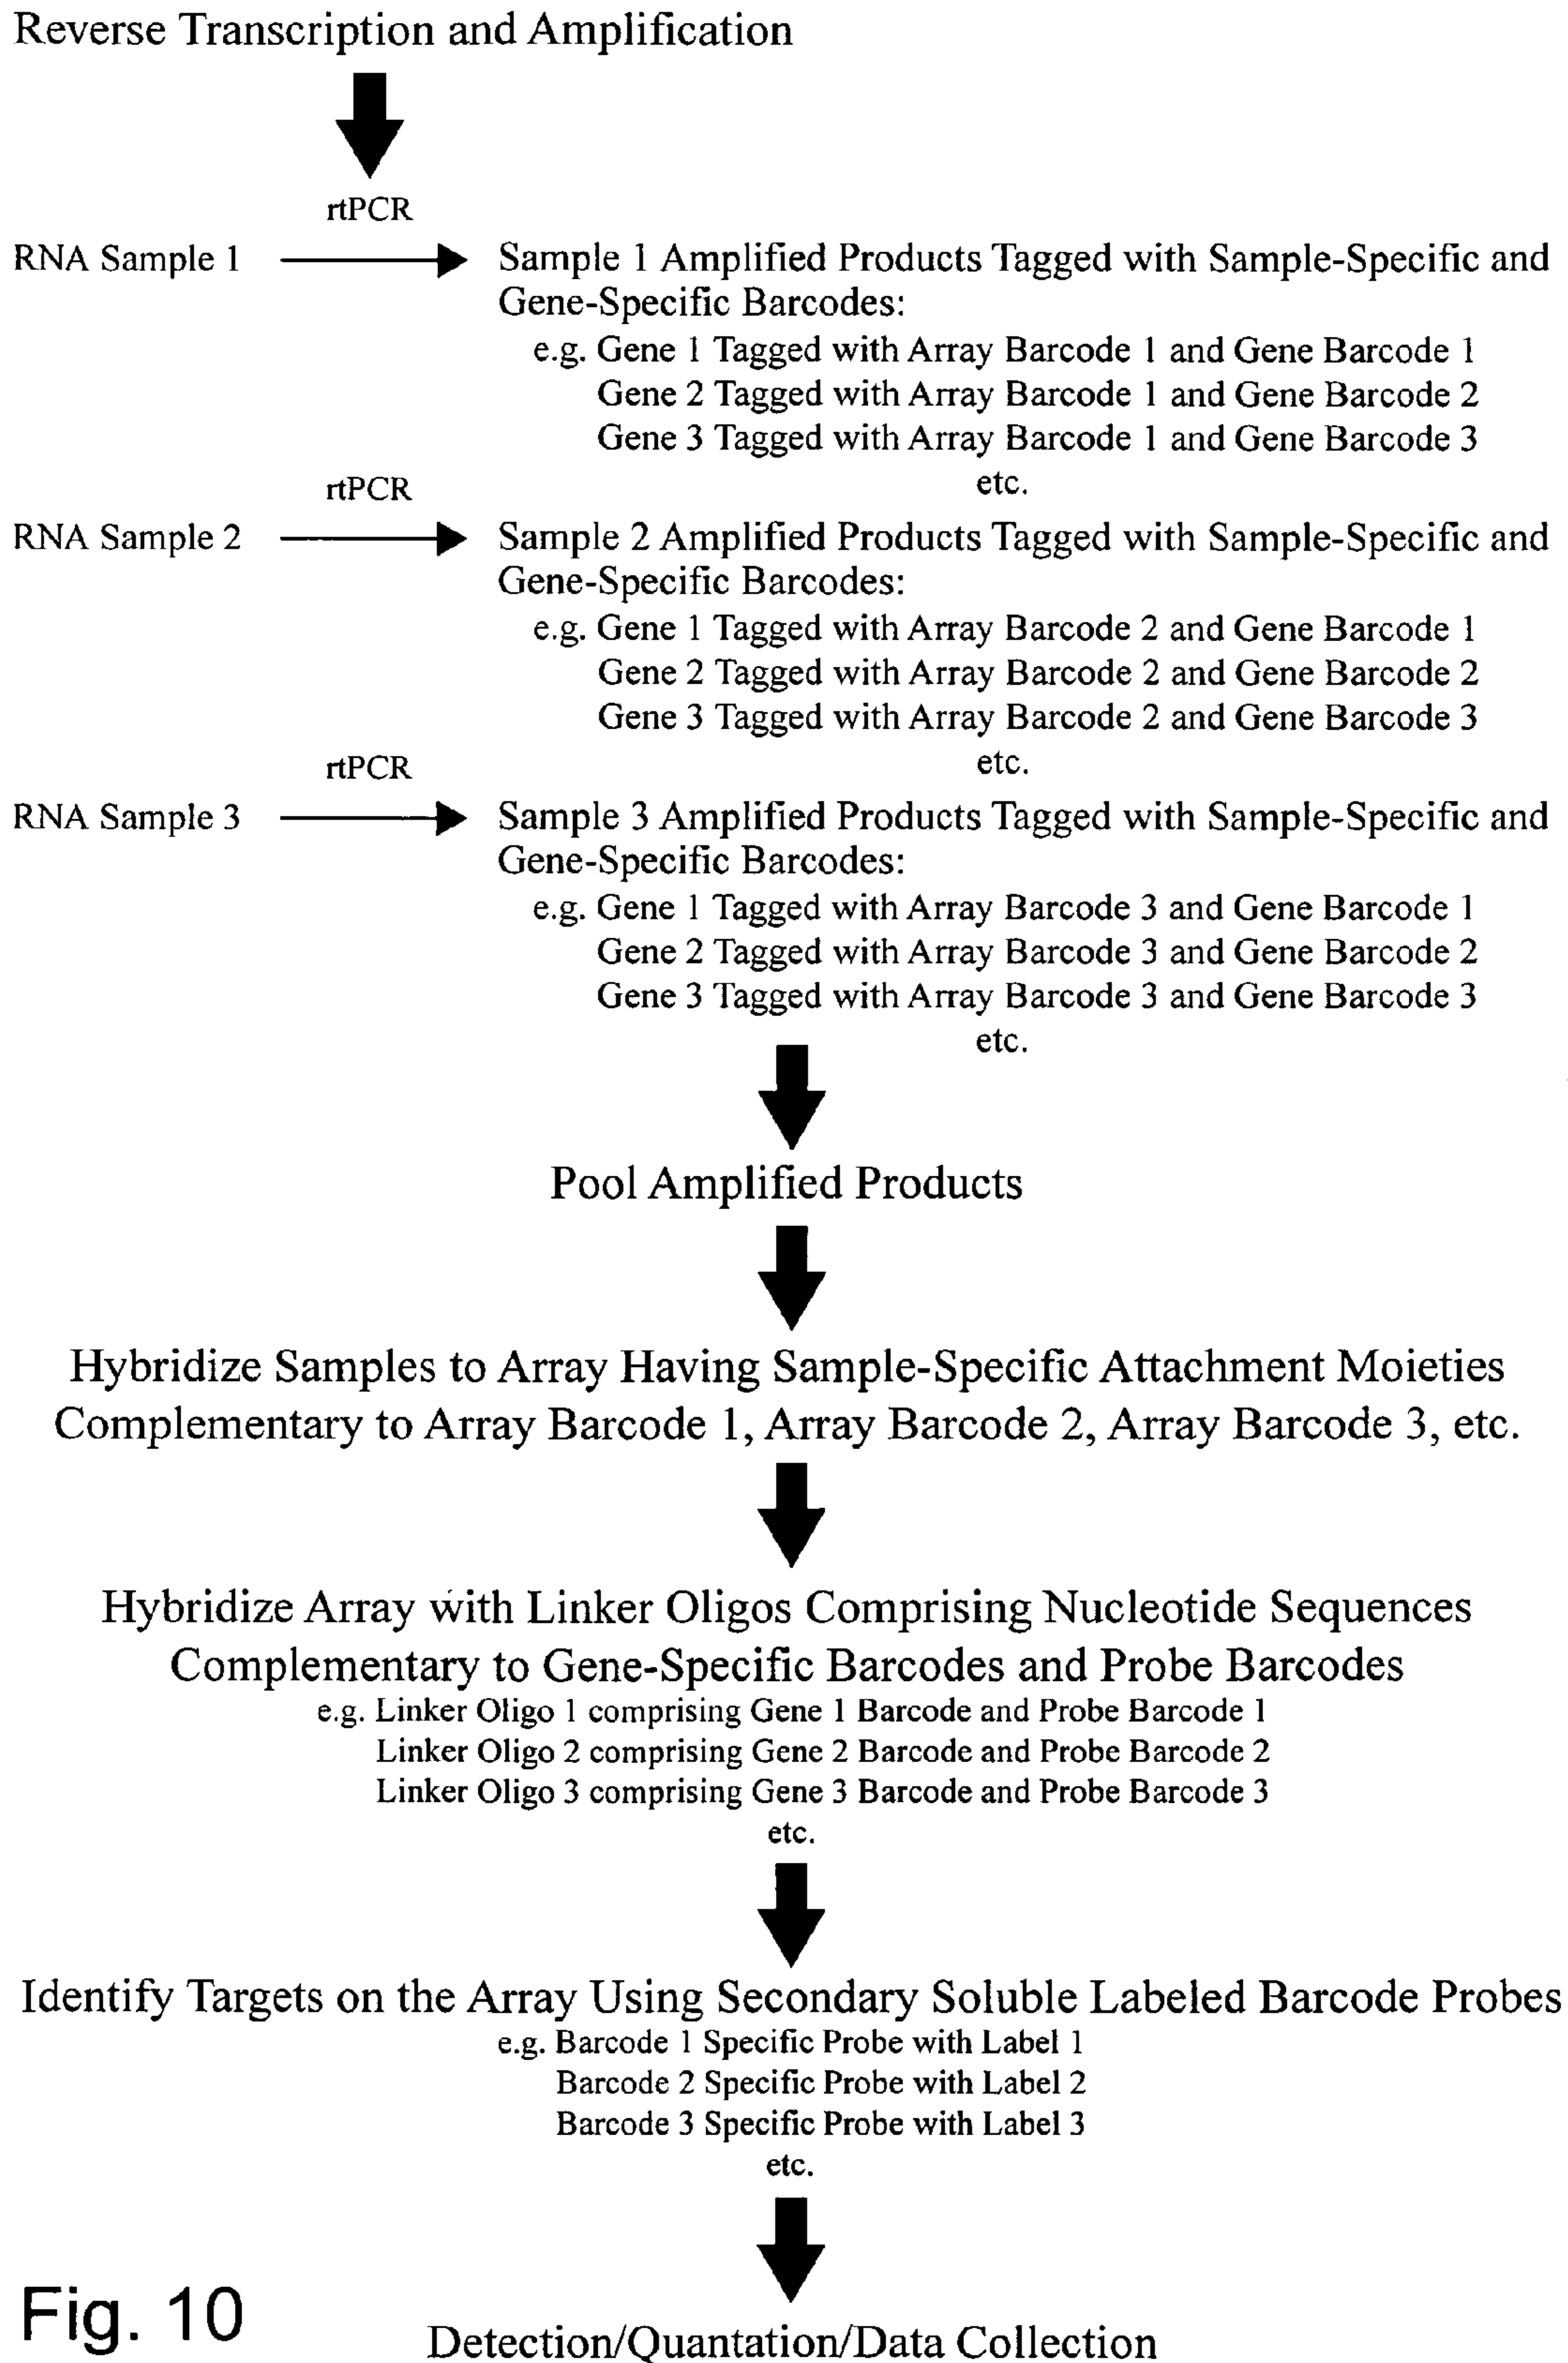 Reverse Transcription and Amplification
rtPCR
RNA Sample 1
Sample 1 Amplified Products Tagged with Sample-Specific and
Gene-Specific Barcodes:
e.g. Gene 1 Tagged with Array Barcode 1 and Gene Barcode 1
Gene 2 Tagged with Array Barcode 1 and Gene Barcode 2
Gene 3 Tagged with Array Barcode 1 and Gene Barcode 3
etc.
rtPCR
RNA Sample 2
Sample 2 Amplified Products Tagged with Sample-Specific and
Gene-Specific Barcodes:
e.g. Gene 1 Tagged with Array Barcode 2 and Gene Barcode 1
Gene 2 Tagged with Array Barcode 2 and Gene Barcode 2
Gene 3 Tagged with Array Barcode 2 and Gene Barcode 3
etc.
rtPCR
RNA Sample 3
Sample 3 Amplified Products Tagged with Sample-Specific and
Gene-Specific Barcodes:
e.g. Gene 1 Tagged with Array Barcode 3 and Gene Barcode 1
Gene 2 Tagged with Array Barcode 3 and Gene Barcode 2
Gene 3 Tagged with Array Barcode 3 and Gene Barcode 3
etc.
Pool Amplified Products
Hybridize Samples to Array Having Sample-Specific Attachment Moieties
Complementary to Array Barcode 1, Array Barcode 2, Array Barcode 3, etc.
Hybridize Array with Linker Oligos Comprising Nucleotide Sequences
Complementary to Gene-Specific Barcodes and Probe Barcodes
e.g. Linker Oligo 1 comprising Gene 1 Barcode and Probe Barcode 1
Linker Oligo 2 comprising Gene 2 Barcode and Probe Barcode 2
Linker Oligo 3 comprising Gene 3 Barcode and Probe Barcode 3
etc.
Identify Targets on the Array Using Secondary Soluble Labeled Barcode Probes
e.g. Barcode 1 Specific Probe with Label 1
Barcode 2 Specific Probe with Label 2
Barcode 3 Specific Probe with Label 3
etc.
Detection/Quantation/Data Collection
Fig. 10